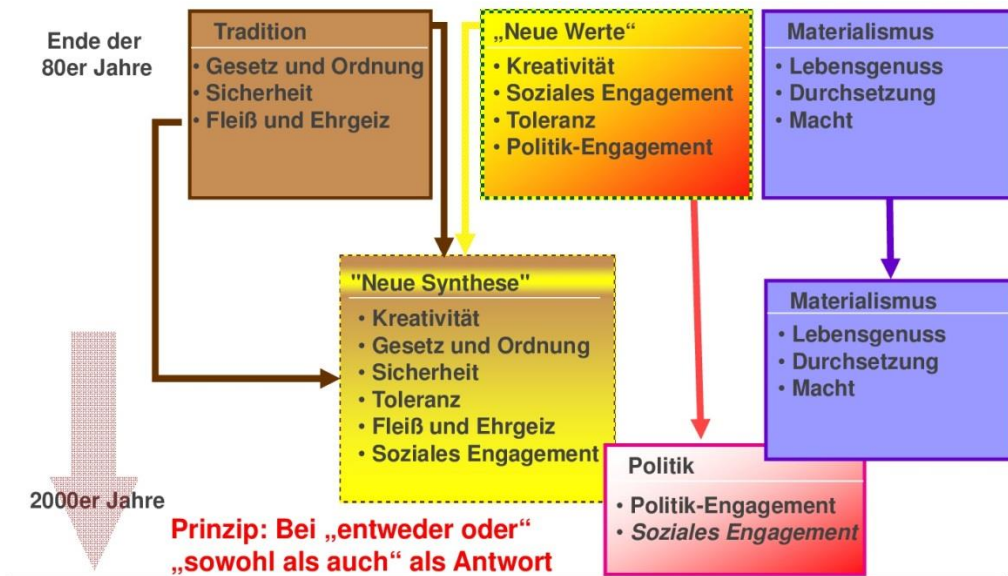 Ende der
80er Jahre
Tradition
• Gesetz und Ordnung
• Sicherheit
• Fleiß und Ehrgeiz
„Neue Werte“
• Kreativität
• Soziales Engagement
• Toleranz
• Politik-Engagement
Materialismus
• Lebensgenuss
• Durchsetzung
• Macht
"Neue Synthese"
• Kreativität
• Gesetz und Ordnung
• Sicherheit
• Toleranz
• Fleiß und Ehrgeiz
• Soziales Engagement
Materialismus
• Lebensgenuss
• Durchsetzung
• Macht
Politik
• Politik-Engagement
• Soziales Engagement
2000er Jahre
Prinzip: Bei „entweder oder“
„sowohl als auch“ als Antwort